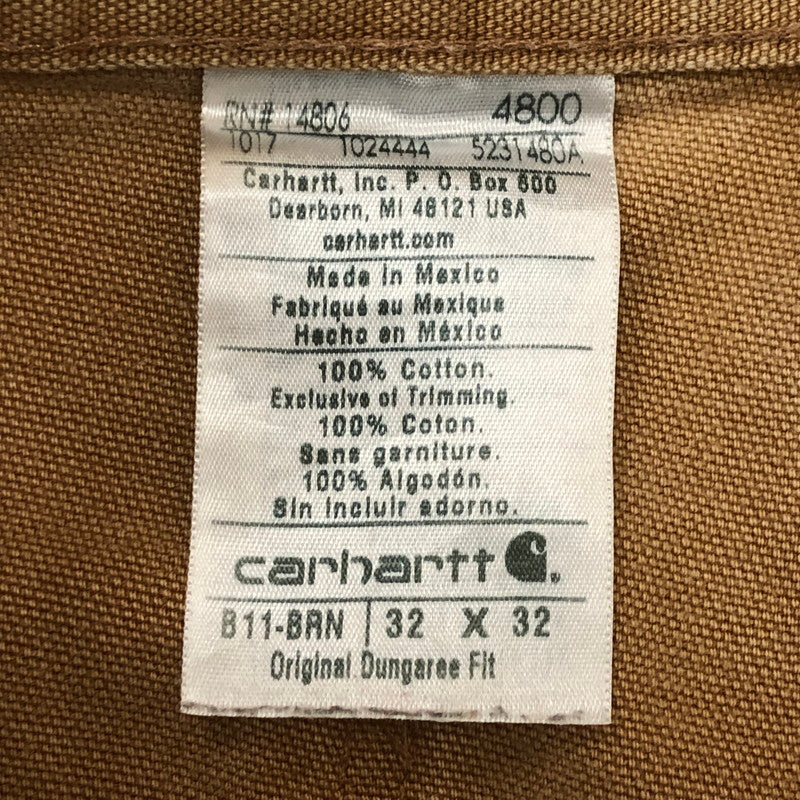 RN# 14806 4800
1017 1024444 5231480A
Carhartt, Inc. P. O. Box 600
Dearborn, MI 48121 USA
carhartt.com
Made in Mexico
Fabriqué au Mexique
Hecho en México
100% Cotton.
Exclusive of Trimming.
100% Coton.
Sans garniture.
100% Algodón.
Sin incluir adorno.
carhartt
B11-BRN 32 X 32
Original Dungaree Fit